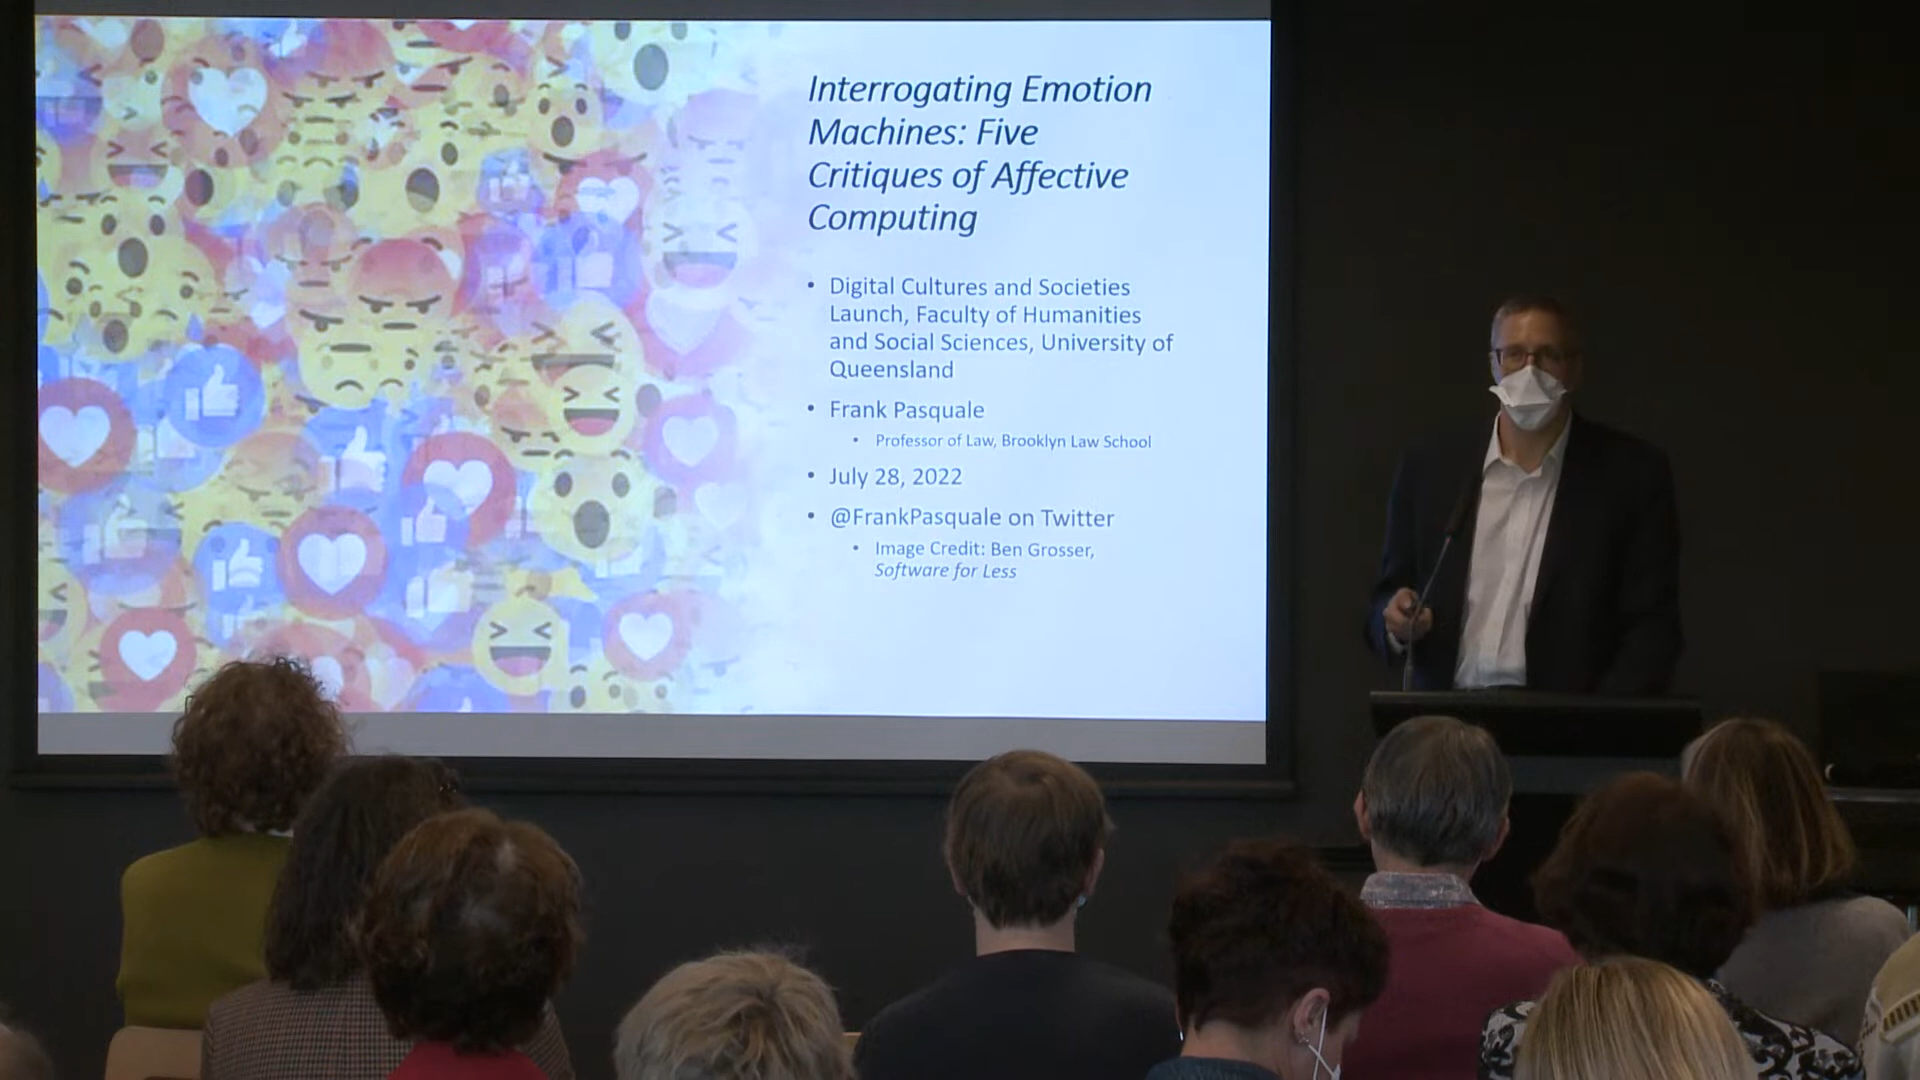 Interrogating Emotion
Machines: Five
Critiques of Affective
Computing
• Digital Cultures and Societies
Launch, Faculty of Humanities
and Social Sciences, University of
Queensland
• Frank Pasquale
• Professor of Law, Brooklyn Law School
• July 28, 2022
• @FrankPasquale on Twitter
• Image Credit: Ben Grosser,
Software for Less